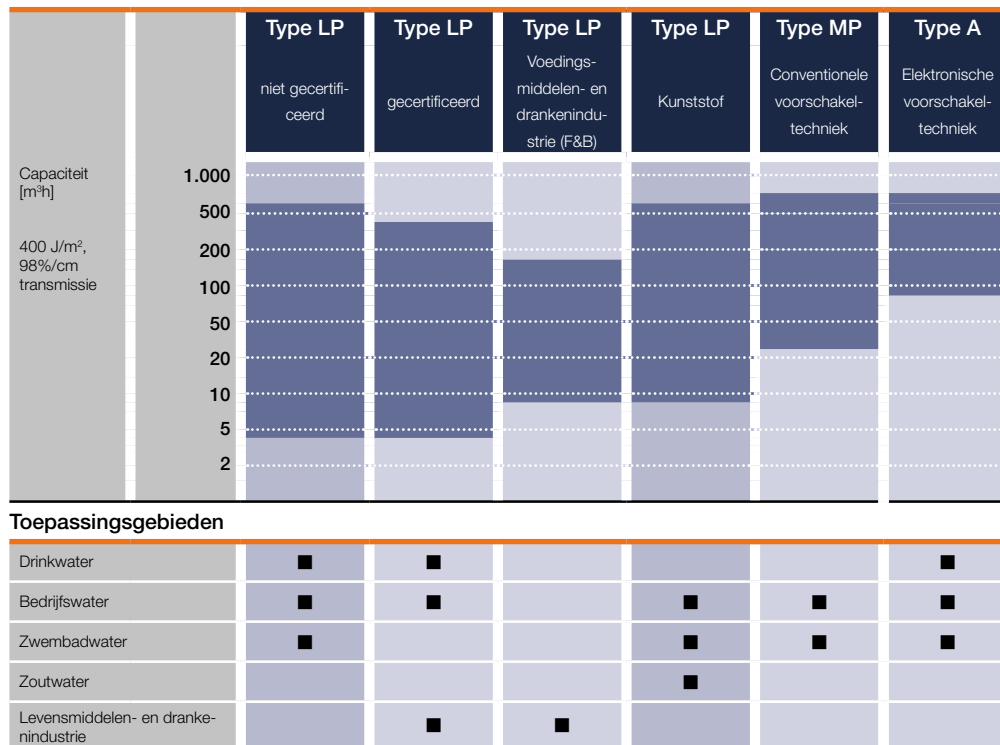 Type LP
Type LP
Type LP
Type LP
Type MP
Type A
niet gecertifi-
ceerd
gecertificeerd
Voedings-
middelen- en
drankenindu-
strie (F&B)
Kunststof
Conventionele
voorschakel-
techniek
Elektronische
voorschakel-
techniek
Capaciteit
[m³h]
400 J/m²,
98%/cm
transmissie
1.000
500
200
100
50
20
10
5
2
Toepassingsgebieden
Drinkwater
Bedrijfswater
Zwembadwater
Zoutwater
Levensmiddelen- en dranke-
nindustrie